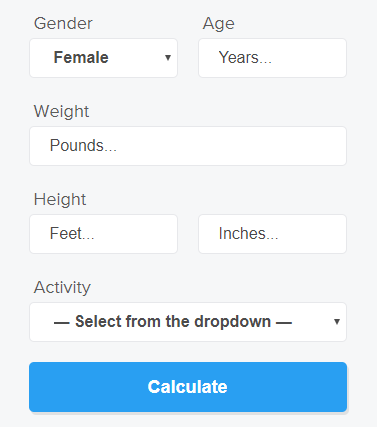 Gender Age
Female Years...
Weight
Pounds...
Height
Feet... Inches...
Activity
— Select from the dropdown —
Calculate